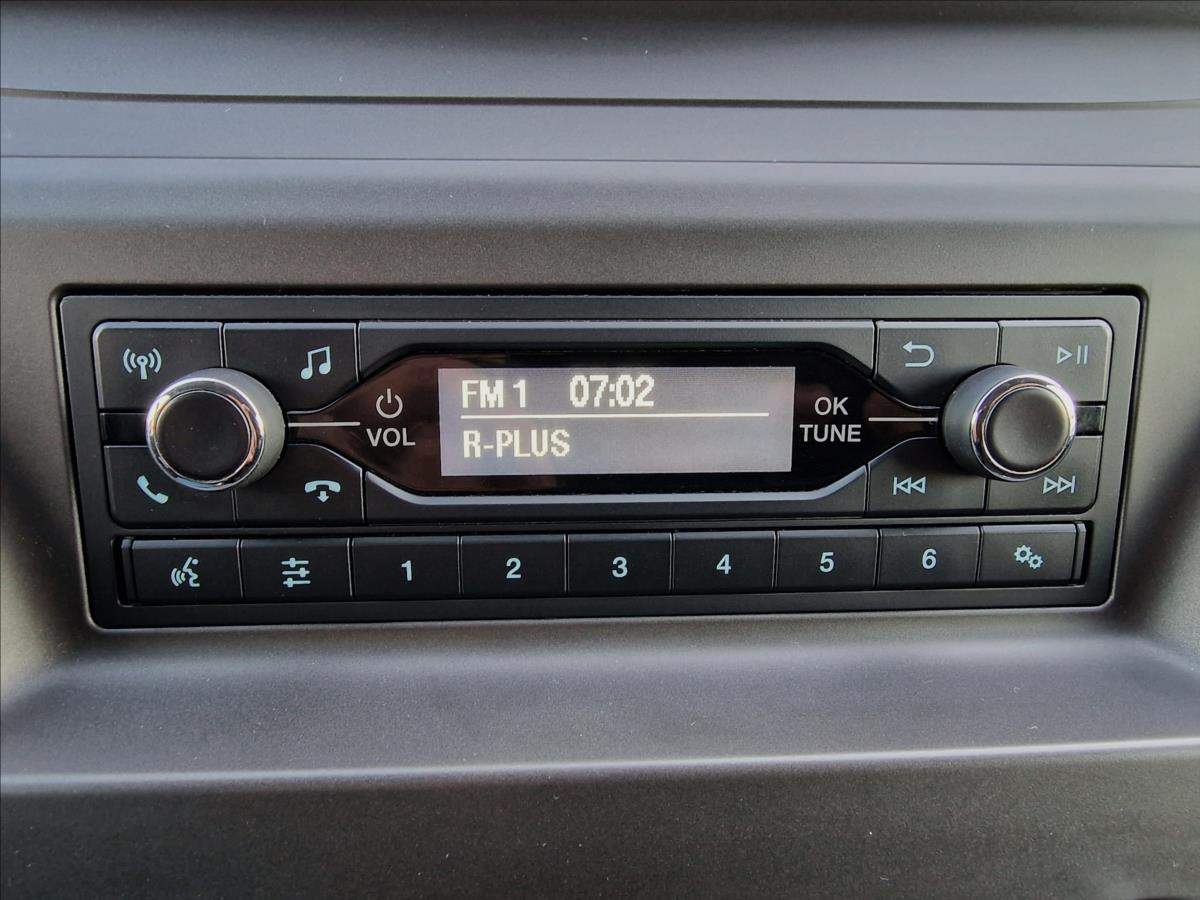 FM 1 07:02
R-PLUS
VOL
OK
TUNE
1 2 3 4 5 6